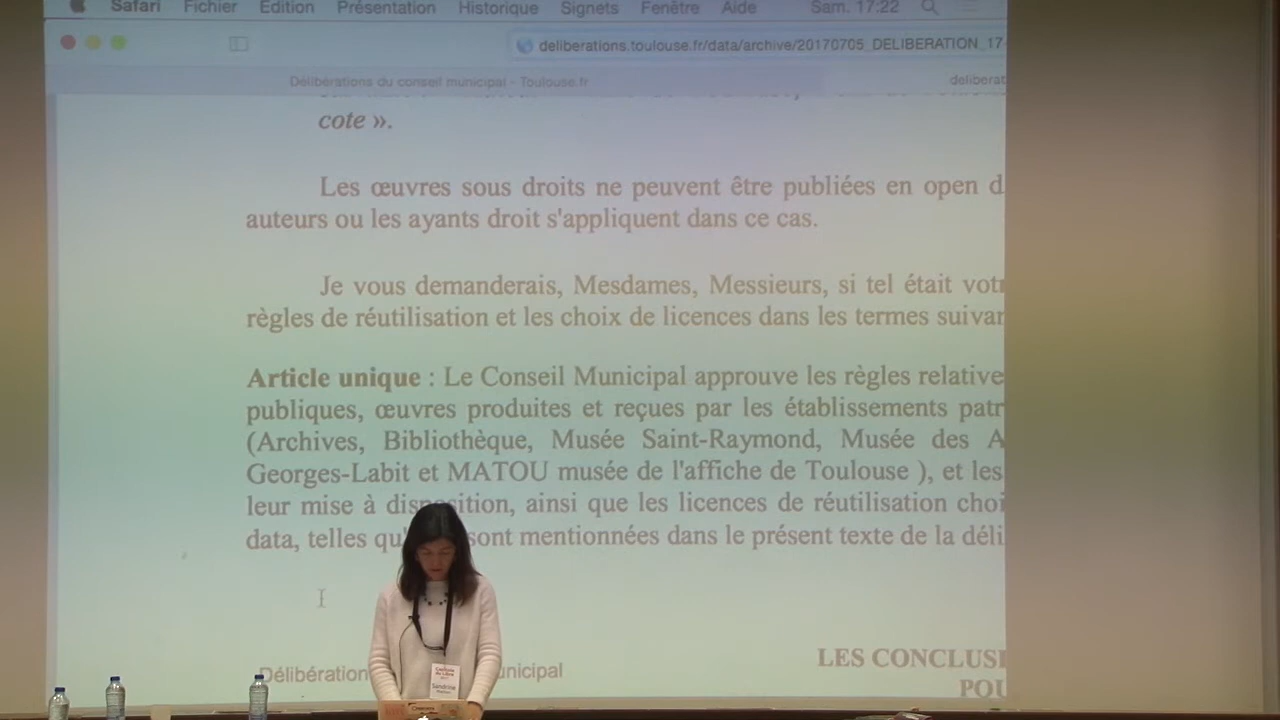 Safari Fichier Edition Présentation Historique Signets Fenêtre Aide Sam. 17:22
deliberations.toulouse.fr/data/archive/20170705_DELIBERATION_17-
Délibérations du conseil municipal - Toulouse.fr deliberat
cote ».
Les œuvres sous droits ne peuvent être publiées en open d
auteurs ou les ayants droit s'appliquent dans ce cas.
Je vous demanderais, Mesdames, Messieurs, si tel était votr
règles de réutilisation et les choix de licences dans les termes suivan
Article unique : Le Conseil Municipal approuve les règles relative
publiques, œuvres produites et reçues par les établissements patr
(Archives, Bibliothèque, Musée Saint-Raymond, Musée des A
Georges-Labit et MATOU musée de l'affiche de Toulouse ), et les
leur mise à disposition, ainsi que les licences de réutilisation choi
data, telles qu' sont mentionnées dans le présent texte de la déli
LES CONCLUSI
Délibération unicipal
POU
Capitole du Libre
Sandrine